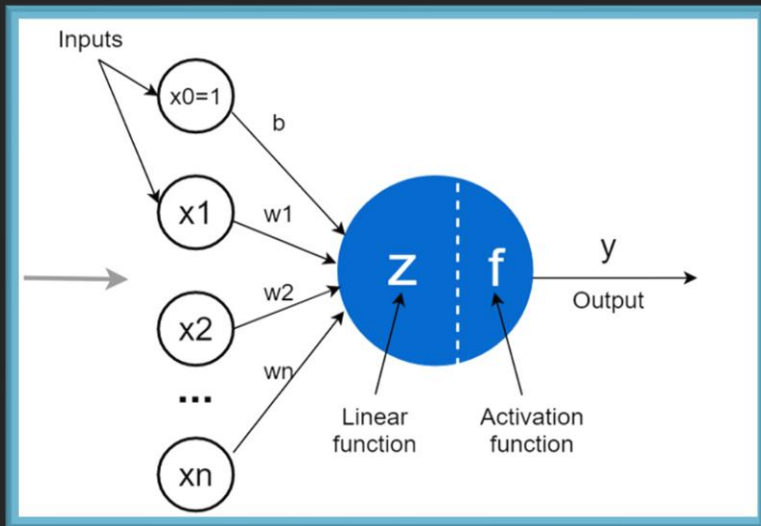 Inputs
x0=1
b
x1
w1
w2
x2
wn
...
xn
z
f
y
Output
Linear
function
Activation
function